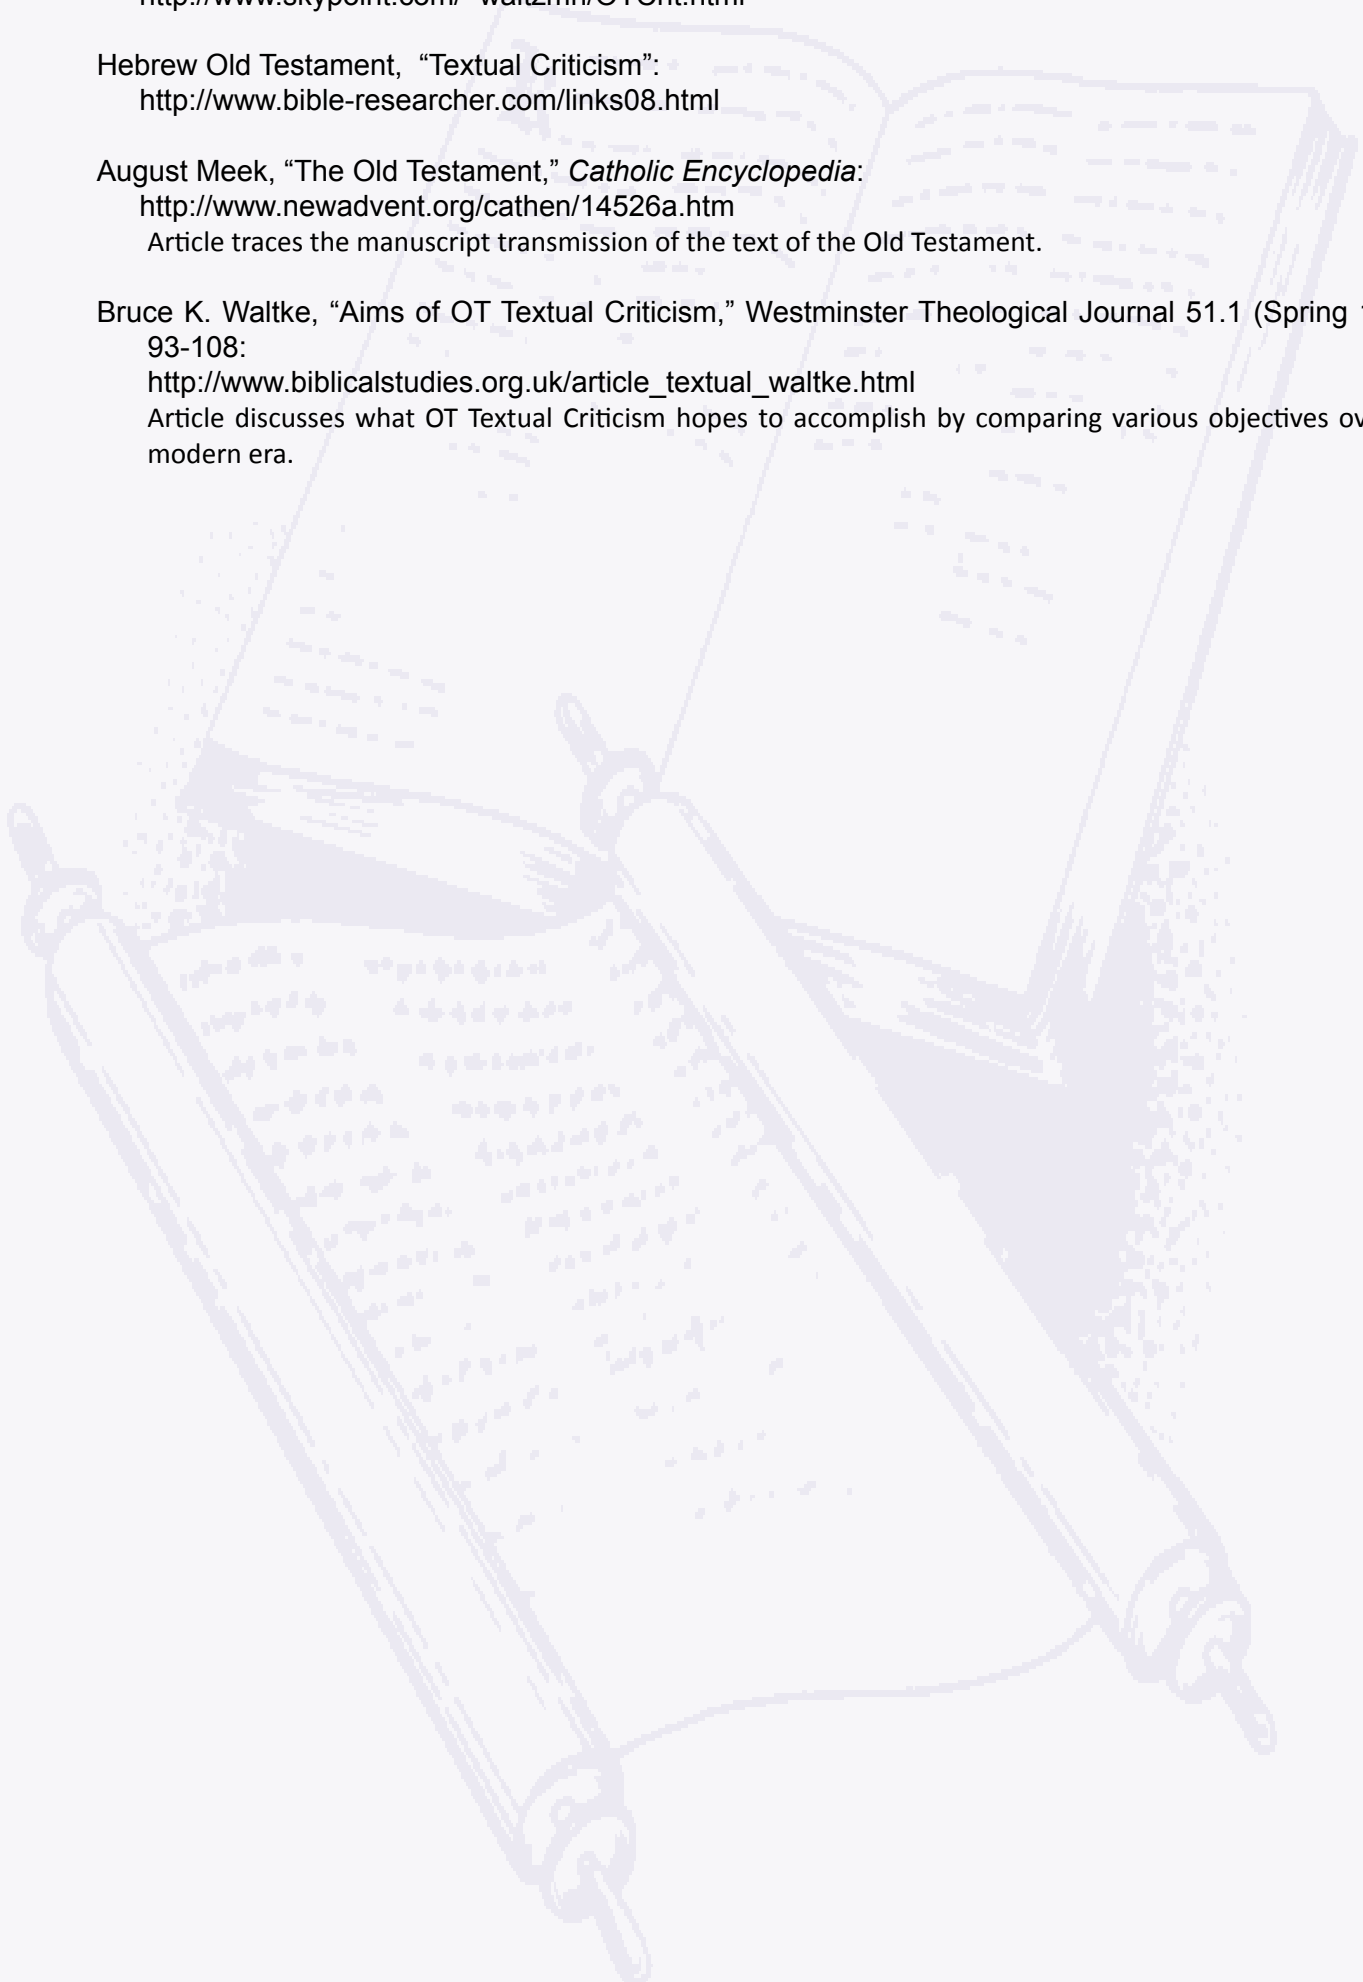 Hebrew Old Testament, “Textual Criticism”:
http://www.bible-researcher.com/links08.html
August Meek, “The Old Testament,” Catholic Encyclopedia:
http://www.newadvent.org/cathen/14526a.htm
Article traces the manuscript transmission of the text of the Old Testament.
Bruce K. Waltke, “Aims of OT Textual Criticism,” Westminster Theological Journal 51.1 (Spring
93-108:
http://www.biblicalstudies.org.uk/article_textual_waltke.html
Article discusses what OT Textual Criticism hopes to accomplish by comparing various objectives
modern era.